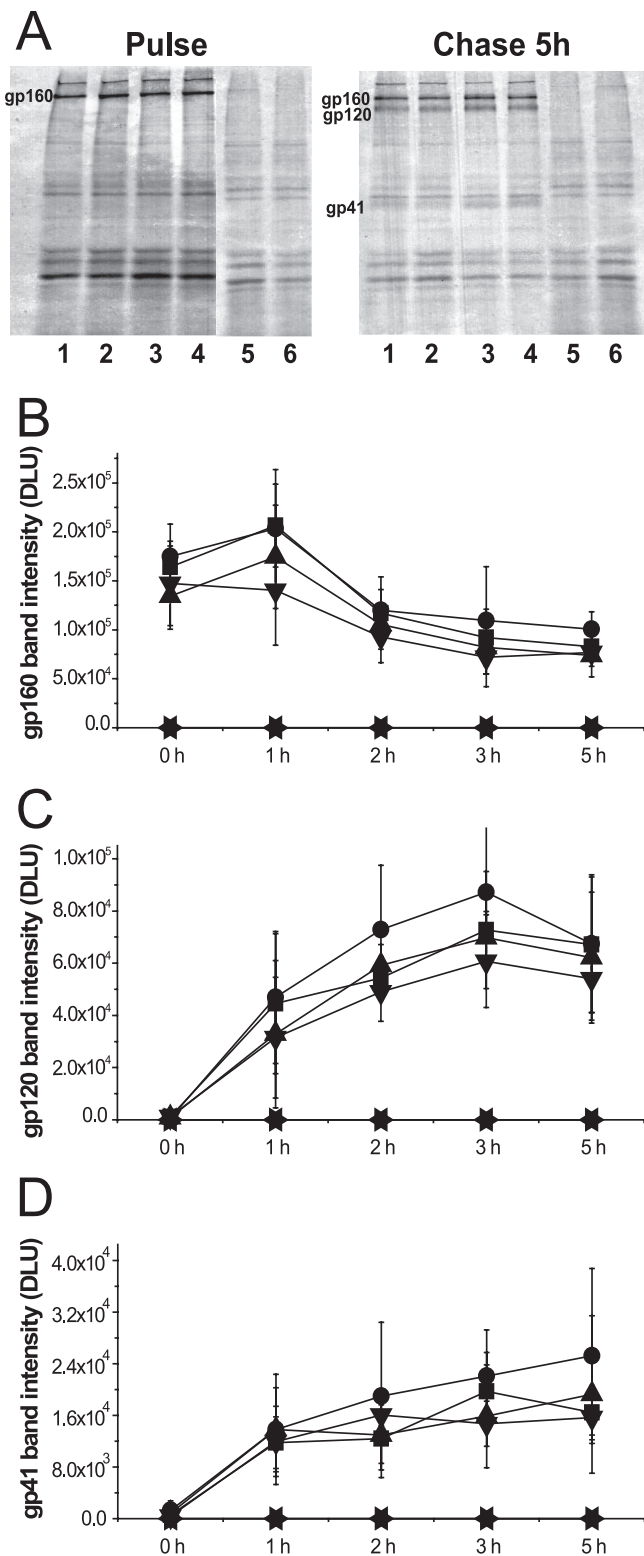 A
Pulse
Chase 5h
gp160
gp160
gp120
gp41
1 2 3 4 5 6
1 2 3 4 5 6
B
gp160 band intensity (DLU)
2.5x10⁵
2.0x10⁵
1.5x10⁵
1.0x10⁵
5.0x10⁴
0.0
0 h 1 h 2 h 3 h 5 h
C
gp120 band intensity (DLU)
1.0x10⁵
8.0x10⁴
6.0x10⁴
4.0x10⁴
2.0x10⁴
0.0
0 h 1 h 2 h 3 h 5 h
D
gp41 band intensity (DLU)
4.0x10⁴
3.2x10⁴
2.4x10⁴
1.6x10⁴
8.0x10³
0.0
0 h 1 h 2 h 3 h 5 h